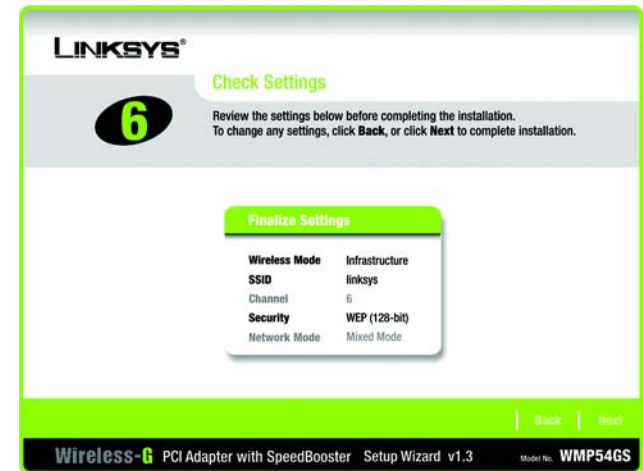 LINKSYS®
Check Settings
6
Review the settings below before completing the installation.
To change any settings, click Back, or click Next to complete installation.
Finalize Settings
Wireless Mode Infrastructure
SSID linksys
Channel 6
Security WEP (128-bit)
Network Mode Mixed Mode
Back Next
Wireless-G PCI Adapter with SpeedBooster Setup Wizard v1.3 Model No. WMP54GS